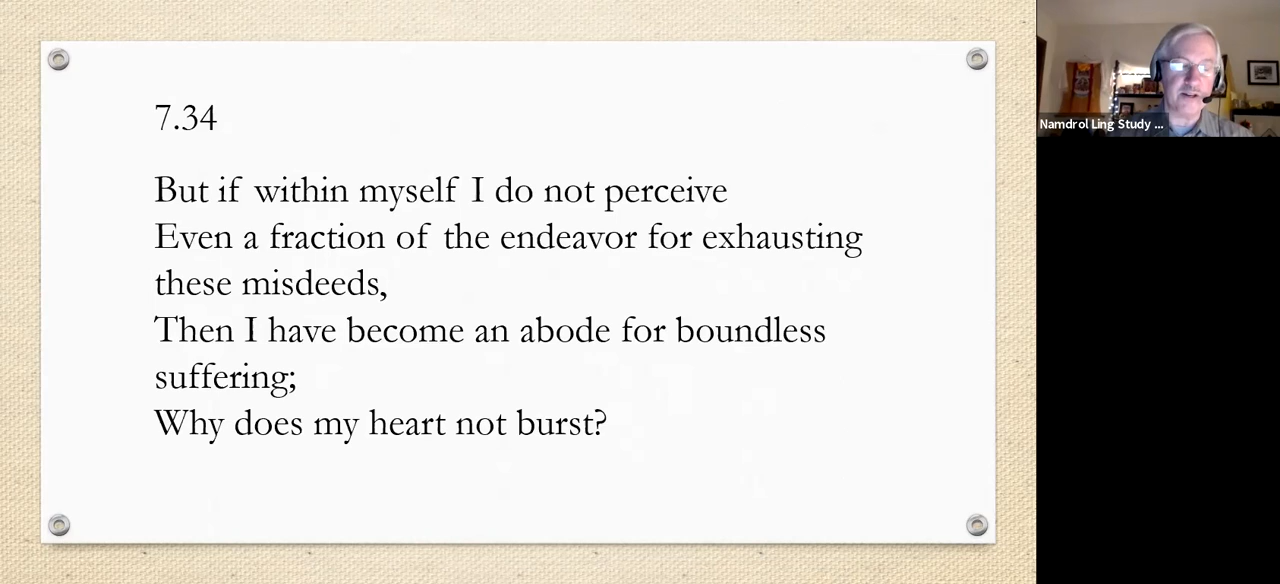 7.34
But if within myself I do not perceive
Even a fraction of the endeavor for exhausting
these misdeeds,
Then I have become an abode for boundless
suffering;
Why does my heart not burst?
Namdrol Ling Study ...